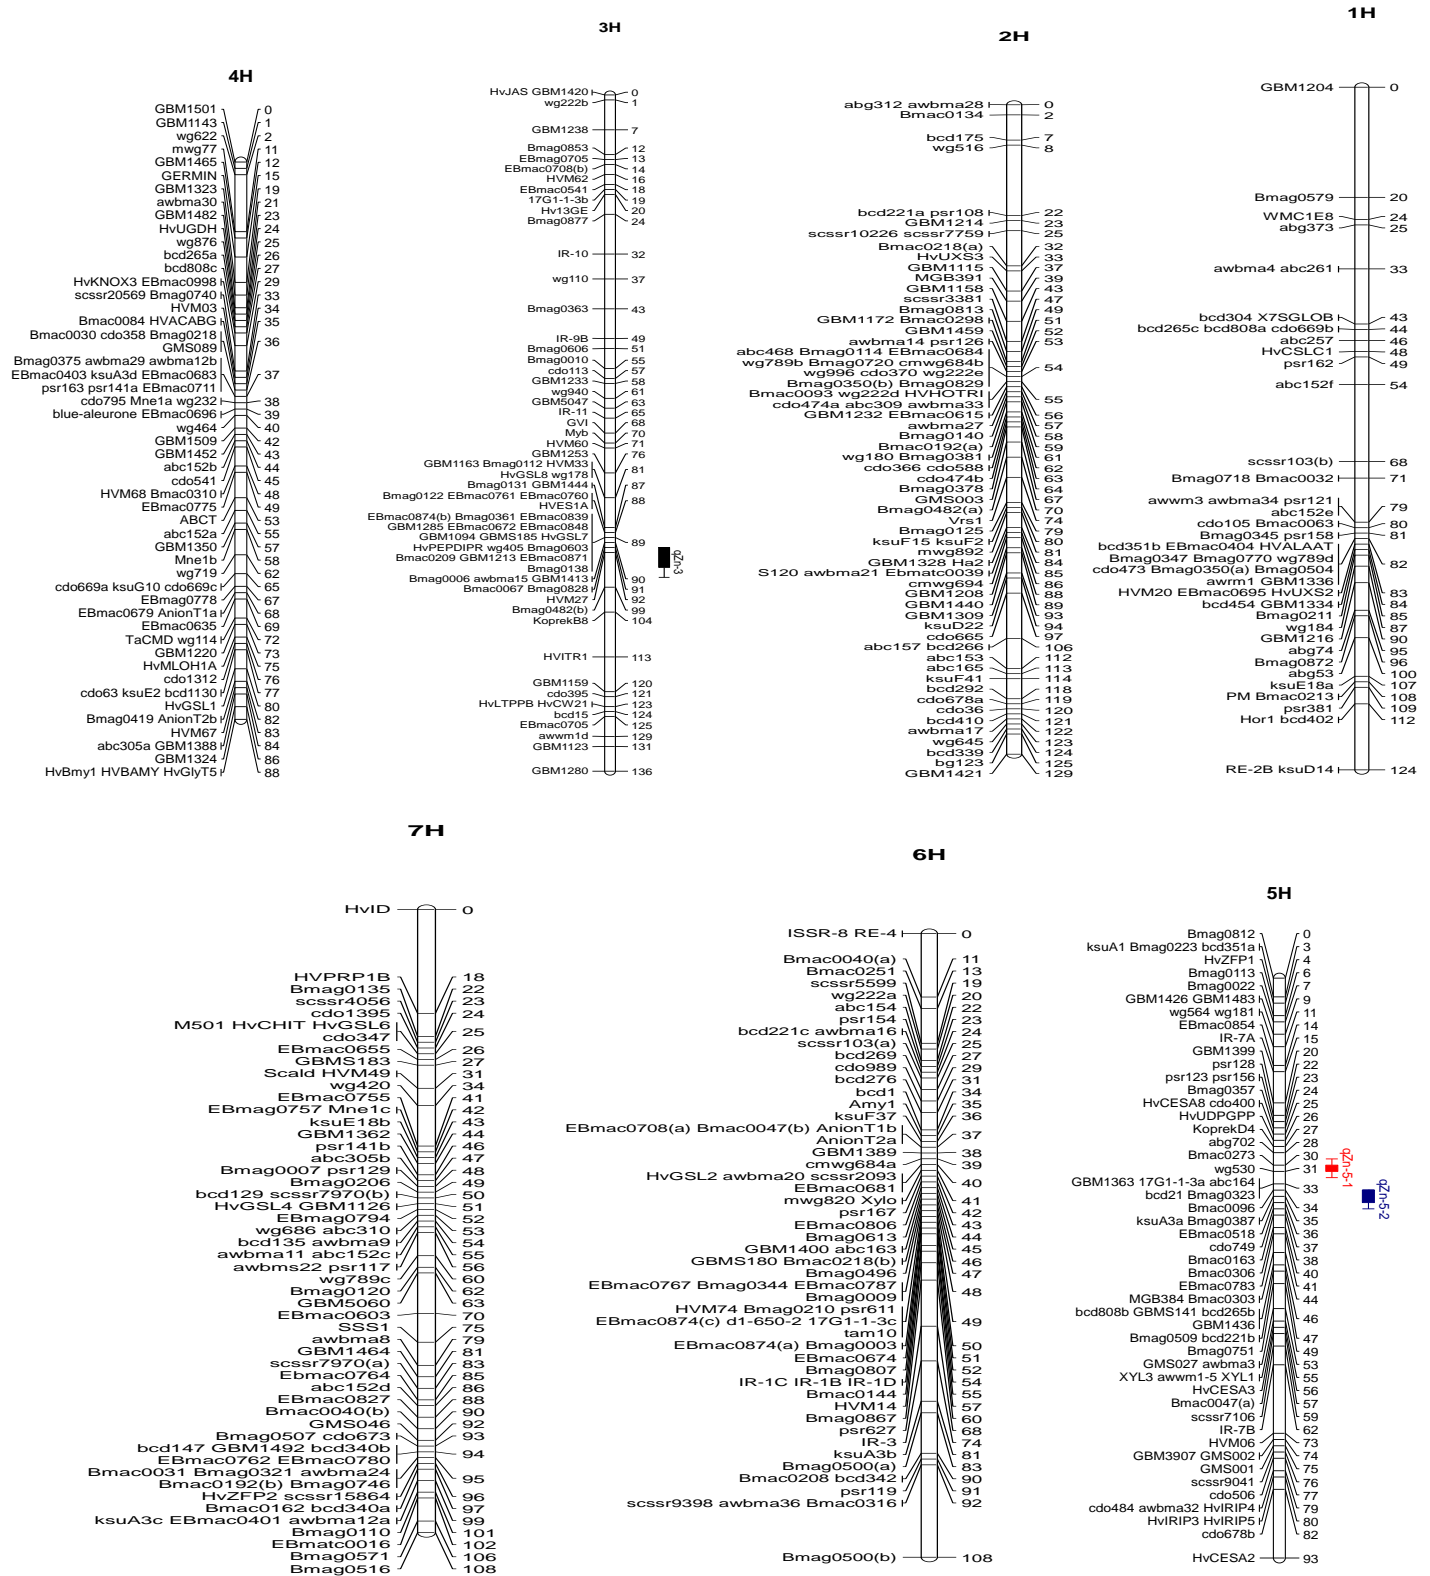 4H
GBM1501 0
GBM1143 1
wg622 2
mwg77 11
GBM1465 12
GERMIN 15
GBM1323 19
awbma30 21
GBM1482 23
HvUGDH 24
wg876 25
bcd265a 26
bcd808c 27
HvKNOX3 EBmac0998 29
scssr20569 Bmag0740 33
HVM03 34
Bmac0084 HVACABG 35
Bmac0030 cdo358 Bmag0218
GMS089 36
Bmag0375 awbma29 awbma12b
EBmac0403 ksuA3d EBmac0683 37
psr163 psr141a EBmac0711
cdo795 Mne1a wg232 38
blue-aleurone EBmac0696 39
wg464 40
GBM1509 42
GBM1452 43
abc152b 44
cdo541 45
HVM68 Bmac0310 48
EBmac0775 49
ABCT 53
abc152a 55
GBM1350 57
Mne1b 58
wg719 62
cdo669a ksuG10 cdo669c 65
EBmag0778 67
EBmac0679 AnionT1a 68
EBmac0635 69
TaCMD wg114 72
GBM1220 73
HvMLOH1A 75
cdo1312 76
cdo63 ksuE2 bcd1130 77
HvGSL1 80
Bmag0419 AnionT2b 82
HVM67 83
abc305a GBM1388 84
GBM1324 86
HvBmy1 HVBAMY HvGlyT5 88
3H
HvJAS GBM1420 0
wg222b 1
GBM1238 7
Bmag0853 12
EBmag0705 13
EBmac0708(b) 14
HVM62 16
EBmac0541 18
17G1-1-3b 19
Hv13GE 20
Bmag0877 24
IR-10 32
wg110 37
Bmag0363 43
IR-9B 49
Bmag0606 51
Bmag0010 55
cdo113 57
GBM1233 58
wg940 61
GBM5047 63
IR-11 65
GVI 68
Myb 70
HVM60 71
GBM1253 76
GBM1163 Bmag0112 HVM33
HvGSL8 wg178 81
Bmag0131 GBM1444 87
Bmag0122 EBmac0761 EBmac0760
HVES1A 88
EBmac0874(b) Bmag0361 EBmac0839
GBM1285 EBmac0672 EBmac0848
GBM1094 GBMS185 HvGSL7 89
HvPEPDIPR wg405 Bmag0603
Bmac0209 GBM1213 EBmac0871
Bmag0138
Bmag0006 awbma15 GBM1413 90
Bmac0067 Bmag0828 91
HVM27 92
Bmag0482(b) 99
KoprekB8 104
HVITR1 113
GBM1159 120
cdo395 121
HvLTPPB HvCW21 123
bcd15 124
EBmac0705 125
awwm1d 129
GBM1123 131
GBM1280 136
qZn-3
2H
abg312 awbma28 0
Bmac0134 2
bcd175 7
wg516 8
bcd221a psr108 22
GBM1214 23
scssr10226 scssr7759 25
Bmac0218(a) 32
HvUXS3 33
GBM1115 37
MGB391 39
GBM1158 43
scssr3381 47
Bmag0813 49
GBM1172 Bmac0298 51
GBM1459 52
awbma14 psr126 53
abc468 Bmag0114 EBmac0684
wg789b Bmag0720 cmwg684b 54
wg996 cdo370 wg222e
Bmag0350(b) Bmag0829
Bmac0093 wg222d HVHOTRI 55
cdo474a abc309 awbma33
GBM1232 EBmac0615 56
awbma27 57
Bmag0140 58
Bmac0192(a) 59
wg180 Bmag0381 61
cdo366 cdo588 62
cdo474b 63
Bmag0378 64
GMS003 67
Bmag0482(a) 70
Vrs1 74
Bmag0125 79
ksuF15 ksuF2 80
mwg892 81
GBM1328 Ha2 84
S120 awbma21 Ebmatc0039 85
cmwg694 86
GBM1208 88
GBM1440 89
GBM1309 93
ksuD22 94
cdo665 97
abc157 bcd266 106
abc153 112
abc165 113
ksuF41 114
bcd292 118
cdo678a 119
cdo36 120
bcd410 121
awbma17 122
wg645 123
bcd339 124
bg123 125
GBM1421 129
1H
GBM1204 0
Bmag0579 20
WMC1E8 24
abg373 25
awbma4 abc261 33
bcd304 X7SGLOB 43
bcd265c bcd808a cdo669b 44
abc257 46
HvCSLC1 48
psr162 49
abc152f 54
scssr103(b) 68
Bmag0718 Bmac0032 71
awwm3 awbma34 psr121
abc152e 79
cdo105 Bmac0063 80
Bmag0345 psr158 81
bcd351b EBmac0404 HVALAAT
Bmag0347 Bmag0770 wg789d 82
cdo473 Bmag0350(a) Bmag0504
awrm1 GBM1336
HVM20 EBmac0695 HvUXS2 83
bcd454 GBM1334 84
Bmag0211 85
wg184 87
GBM1216 90
abg74 95
Bmag0872 96
abg53 100
ksuE18a 107
PM Bmac0213 108
psr381 109
Hor1 bcd402 112
RE-2B ksuD14 124
7H
HvID 0
HVPRP1B 18
Bmag0135 22
scssr4056 23
cdo1395 24
M501 HvCHIT HvGSL6
cdo347 25
EBmac0655 26
GBMS183 27
Scald HVM49 31
wg420 34
EBmac0755 41
EBmag0757 Mne1c 42
ksuE18b 43
GBM1362 44
psr141b 46
abc305b 47
Bmag0007 psr129 48
Bmag0206 49
bcd129 scssr7970(b) 50
HvGSL4 GBM1126 51
EBmag0794 52
wg686 abc310 53
bcd135 awbma9 54
awbma11 abc152c 55
awbms22 psr117 56
wg789c 60
Bmag0120 62
GBM5060 63
EBmac0603 70
SSS1 75
awbma8 79
GBM1464 81
scssr7970(a) 83
Ebmac0764 85
abc152d 86
EBmac0827 88
Bmac0040(b) 90
GMS046 92
Bmag0507 cdo673 93
bcd147 GBM1492 bcd340b
EBmac0762 EBmac0780 94
Bmac0031 Bmag0321 awbma24
Bmac0192(b) Bmag0746 95
HvZFP2 scssr15864 96
Bmac0162 bcd340a 97
ksuA3c EBmac0401 awbma12a 99
Bmag0110 101
EBmatc0016 102
Bmag0571 106
Bmag0516 108
6H
ISSR-8 RE-4 0
Bmac0040(a) 11
Bmac0251 13
scssr5599 19
wg222a 20
abc154 22
psr154 23
bcd221c awbma16 24
scssr103(a) 25
bcd269 27
cdo989 29
bcd276 31
bcd1 34
Amy1 35
ksuF37 36
EBmac0708(a) Bmac0047(b) AnionT1b
AnionT2a 37
GBM1389 38
cmwg684a 39
HvGSL2 awbma20 scssr2093
EBmac0681 40
mwg820 Xylo 41
psr167 42
EBmac0806 43
Bmag0613 44
GBM1400 abc163 45
GBMS180 Bmac0218(b) 46
Bmag0496 47
EBmac0767 Bmag0344 EBmac0787
Bmag0009 48
HVM74 Bmag0210 psr611
EBmac0874(c) d1-650-2 17G1-1-3c 49
tam10
EBmac0874(a) Bmag0003 50
EBmac0674 51
Bmag0807 52
IR-1C IR-1B IR-1D 54
Bmac0144 55
HVM14 57
Bmag0867 60
psr627 68
IR-3 74
ksuA3b 81
Bmag0500(a) 83
Bmac0208 bcd342 90
psr119 91
scssr9398 awbma36 Bmac0316 92
Bmag0500(b) 108
5H
Bmag0812 0
ksuA1 Bmag0223 bcd351a 3
HvZFP1 4
Bmag0113 6
Bmag0022 7
GBM1426 GBM1483 9
wg564 wg181 11
EBmac0854 14
IR-7A 15
GBM1399 20
psr128 22
psr123 psr156 23
Bmag0357 24
HvCESA8 cdo400 25
HvUDPGPP 26
KoprekD4 27
abg702 28
Bmac0273 30
wg530 31
GBM1363 17G1-1-3a abc164
bcd21 Bmag0323 33
Bmac0096 34
ksuA3a Bmag0387 35
EBmac0518 36
cdo749 37
Bmac0163 38
Bmac0306 40
EBmac0783 41
MGB384 Bmac0303 44
bcd808b GBMS141 bcd265b
GBM1436 46
Bmag0509 bcd221b 47
Bmag0751 49
GMS027 awbma3 53
XYL3 awwm1-5 XYL1 55
HvCESA3 56
Bmac0047(a) 57
scssr7106 59
IR-7B 62
HVM06 73
GBM3907 GMS002 74
GMS001 75
scssr9041 76
cdo506 77
cdo484 awbma32 HvIRIP4 79
HvIRIP3 HvIRIP5 80
cdo678b 82
HvCESA2 93
qZn-5-1
qZn-5-2